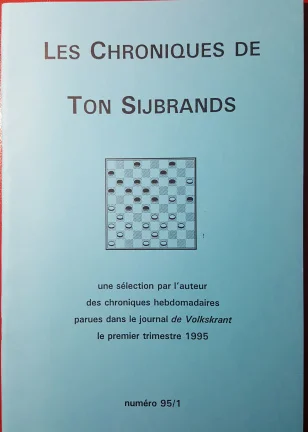 LES CHRONIQUES DE
TON SIJBRANDS
une sélection par l'auteur
des chroniques hebdomadaires
parues dans le journal de Volkskrant
le premier trimestre 1995
numéro 95/1